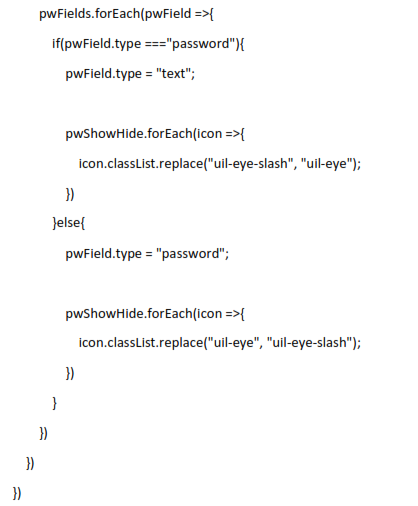 pwFields.forEach(pwField =>{
if(pwField.type ==="password"){
pwField.type = "text";
pwShowHide.forEach(icon =>{
icon.classList.replace("uil-eye-slash", "uil-eye");
})
}else{
pwField.type = "password";
pwShowHide.forEach(icon =>{
icon.classList.replace("uil-eye", "uil-eye-slash");
})
}
})
})
})